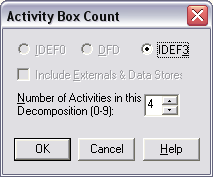 Activity Box Count
IDEF0 DFD IDEF3
Include Externals & Data Stores
Number of Activities in this
Decomposition (0-9): 4
OK Cancel Help